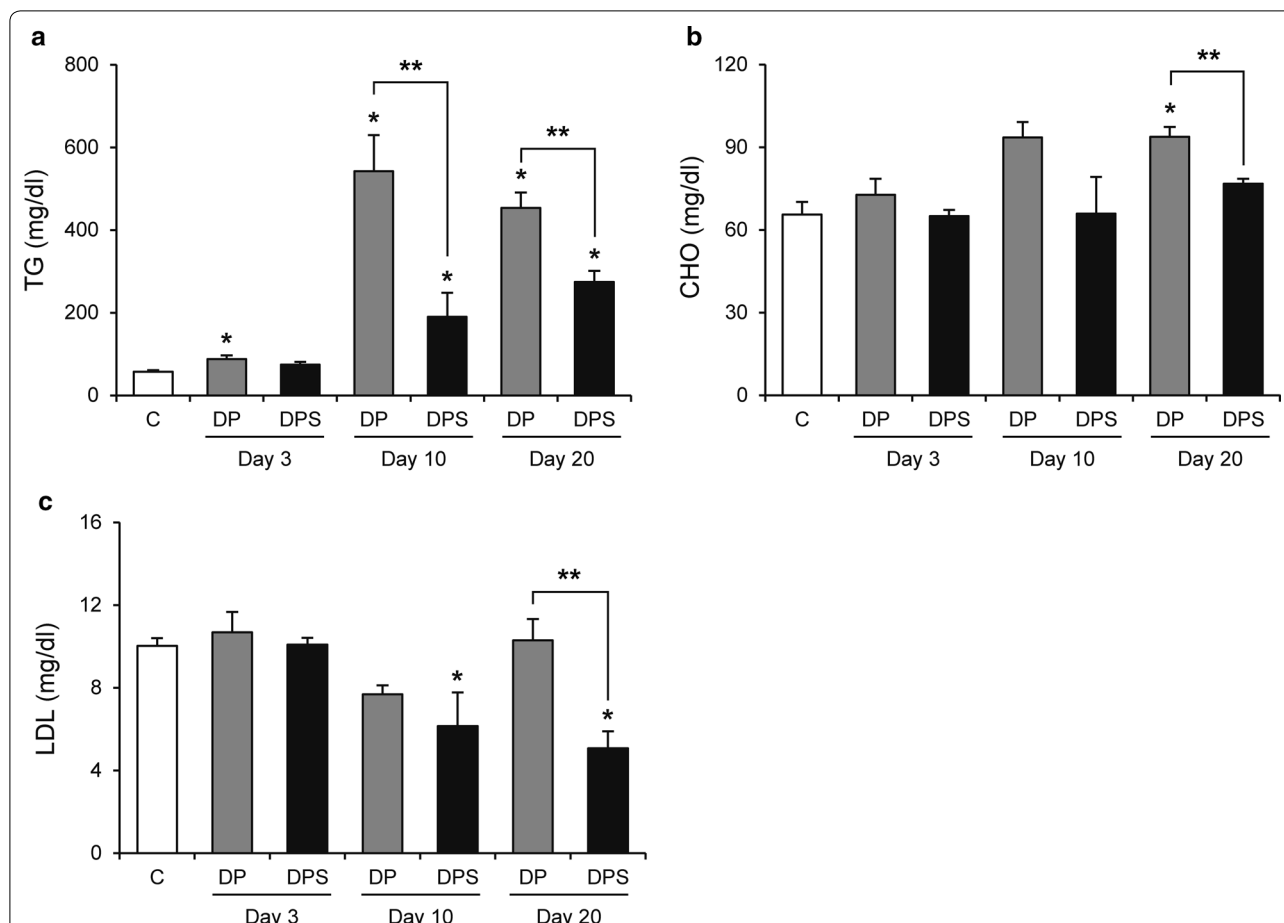 a
TG (mg/dl)
800
600
400
200
0
*
*
**
*
*
**
*
C DP DPS DP DPS DP DPS
Day 3 Day 10 Day 20
b
CHO (mg/dl)
120
90
60
30
0
**
*
C DP DPS DP DPS DP DPS
Day 3 Day 10 Day 20
c
LDL (mg/dl)
16
12
8
4
0
*
**
*
C DP DPS DP DPS DP DPS
Day 3 Day 10 Day 20